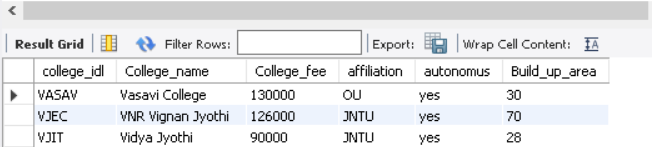 Result Grid Filter Rows: Export: Wrap Cell Content: IA
college_idl College_name College_fee affiliation autonomus Build_up_area
VASAV Vasavi College 130000 OU yes 30
VJEC VNR Vignan Jyothi 126000 JNTU yes 70
VJIT Vidya Jyothi 90000 JNTU yes 28